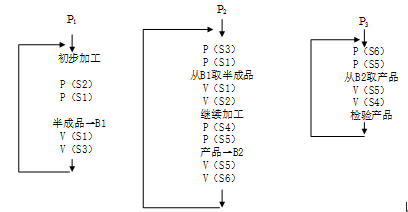 P1
初步加工
P(S2)
P(S1)
半成品→B1
V(S1)
V(S3)
P2
P(S3)
P(S1)
从B1取半成品
V(S1)
V(S2)
继续加工
P(S4)
P(S5)
产品→B2
V(S5)
V(S6)
P3
P(S6)
P(S5)
从B2取产品
V(S5)
V(S4)
检验产品